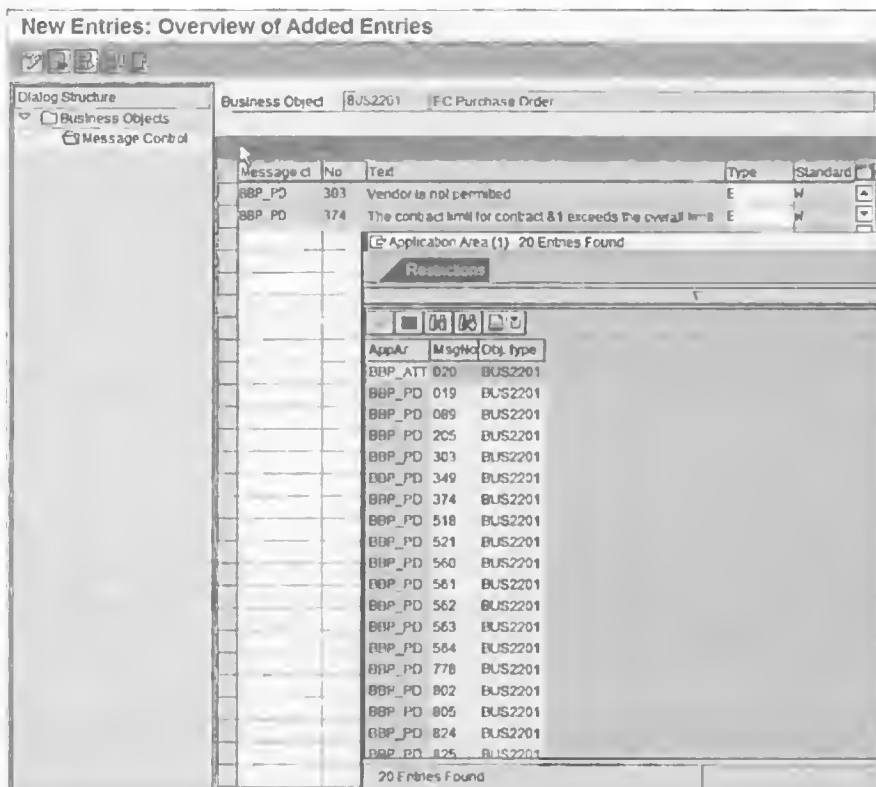 New Entries: Overview of Added Entries
Dialog Structure
Business Objects
Message Control
Business Object BUS2201 EC Purchase Order
Message cl No Text Type Standard
BBP_PD 303 Vendor is not permitted E W
BBP_PD 374 The contract limit for contract &1 exceeds the overall limit E W
Application Area (1) 20 Entries Found
Restrictions
AppAr MsgNo Obj. type
BBP_ATT 020 BUS2201
BBP_PD 019 BUS2201
BBP_PD 089 BUS2201
BBP_PD 205 BUS2201
BBP_PD 303 BUS2201
BBP_PD 349 BUS2201
BBP_PD 374 BUS2201
BBP_PD 518 BUS2201
BBP_PD 521 BUS2201
BBP_PD 560 BUS2201
BBP_PD 561 BUS2201
BBP_PD 562 BUS2201
BBP_PD 563 BUS2201
BBP_PD 564 BUS2201
BBP_PD 778 BUS2201
BBP_PD 802 BUS2201
BBP_PD 805 BUS2201
BBP_PD 824 BUS2201
BBP_PD 825 BUS2201
20 Entries Found